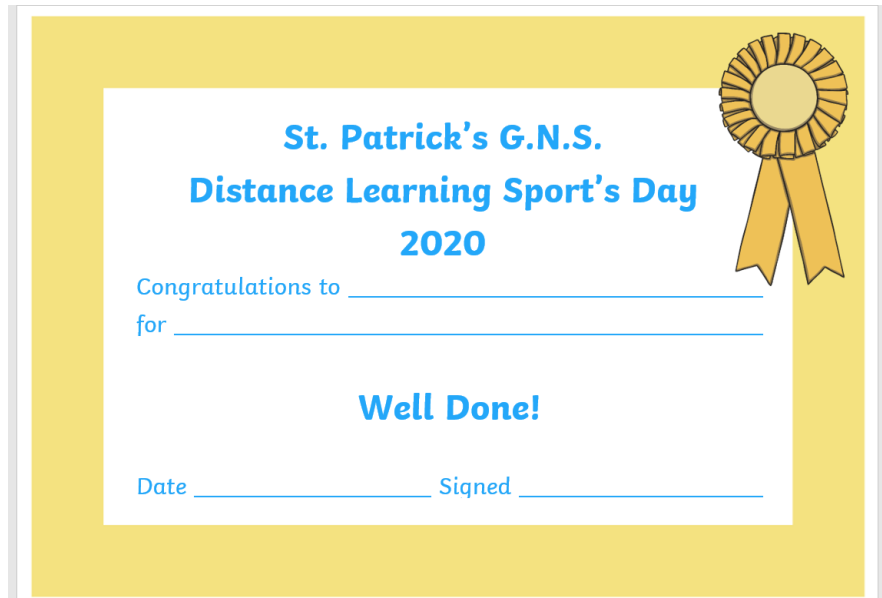 St. Patrick's G.N.S.
Distance Learning Sport's Day
2020
Congratulations to
for
Well Done!
Date Signed